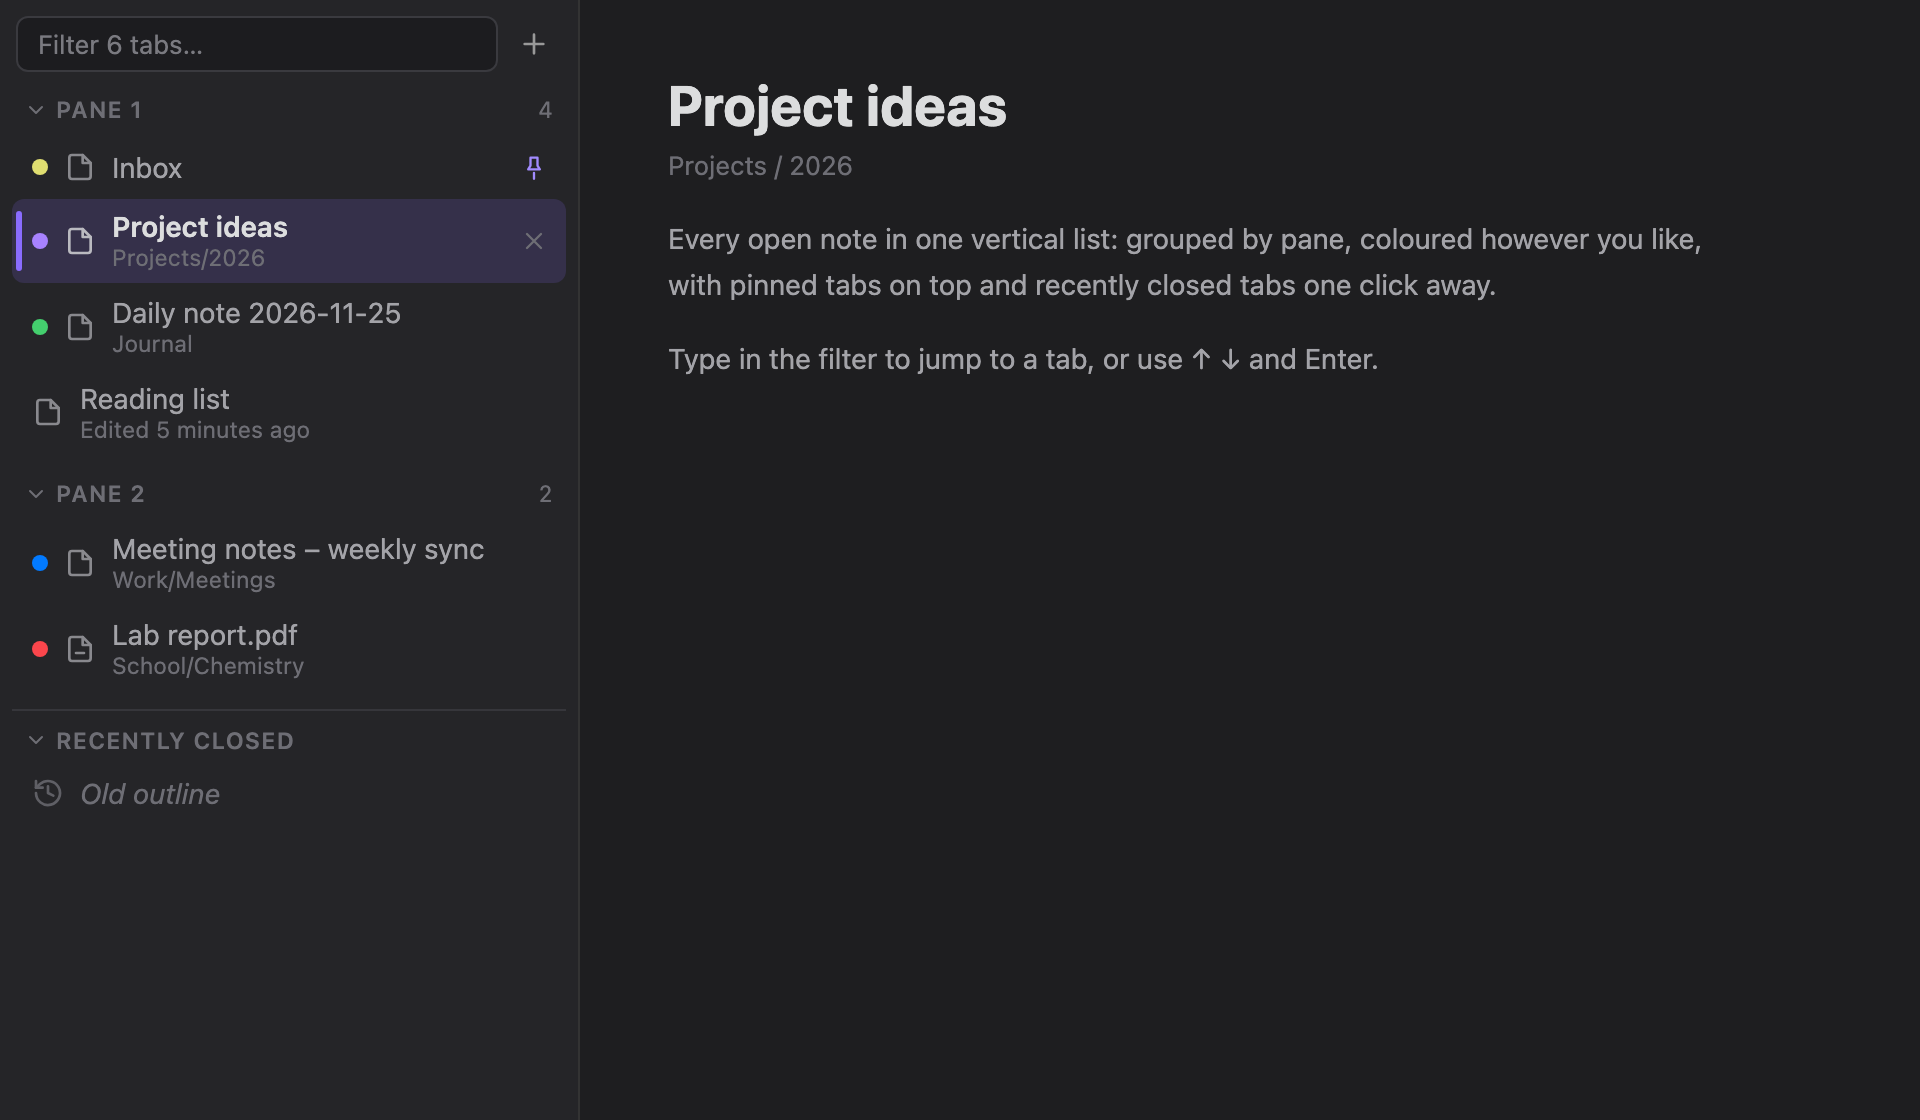 Filter 6 tabs...
PANE 1 4
Inbox
Project ideas
Projects/2026
Daily note 2026-11-25
Journal
Reading list
Edited 5 minutes ago
PANE 2 2
Meeting notes – weekly sync
Work/Meetings
Lab report.pdf
School/Chemistry
RECENTLY CLOSED
Old outline
Project ideas
Projects / 2026
Every open note in one vertical list: grouped by pane, coloured however you like,
with pinned tabs on top and recently closed tabs one click away.
Type in the filter to jump to a tab, or use ↑ ↓ and Enter.